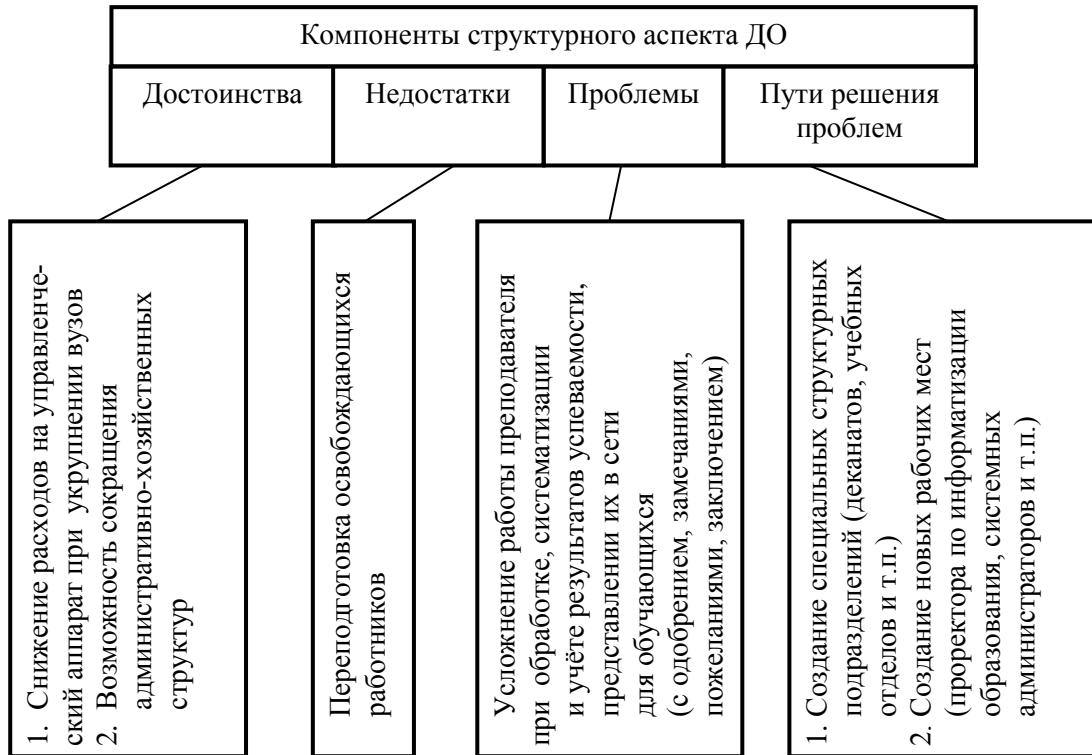 Компоненты структурного аспекта ДО
Достоинства
Недостатки
Проблемы
Пути решения
проблем
1. Снижение расходов на управленче-
ский аппарат при укрупнении вузов
2. Возможность сокращения
административно-хозяйственных
структур
Переподготовка освобождающихся
работников
Усложнение работы преподавателя
при обработке, систематизации
и учёте результатов успеваемости,
представлении их в сети
для обучающихся
(с одобрением, замечаниями,
пожеланиями, заключением)
1. Создание специальных структурных
подразделений (деканатов, учебных
отделов и т.п.)
2. Создание новых рабочих мест
(проректора по информатизации
образования, системных
администраторов и т.п.)